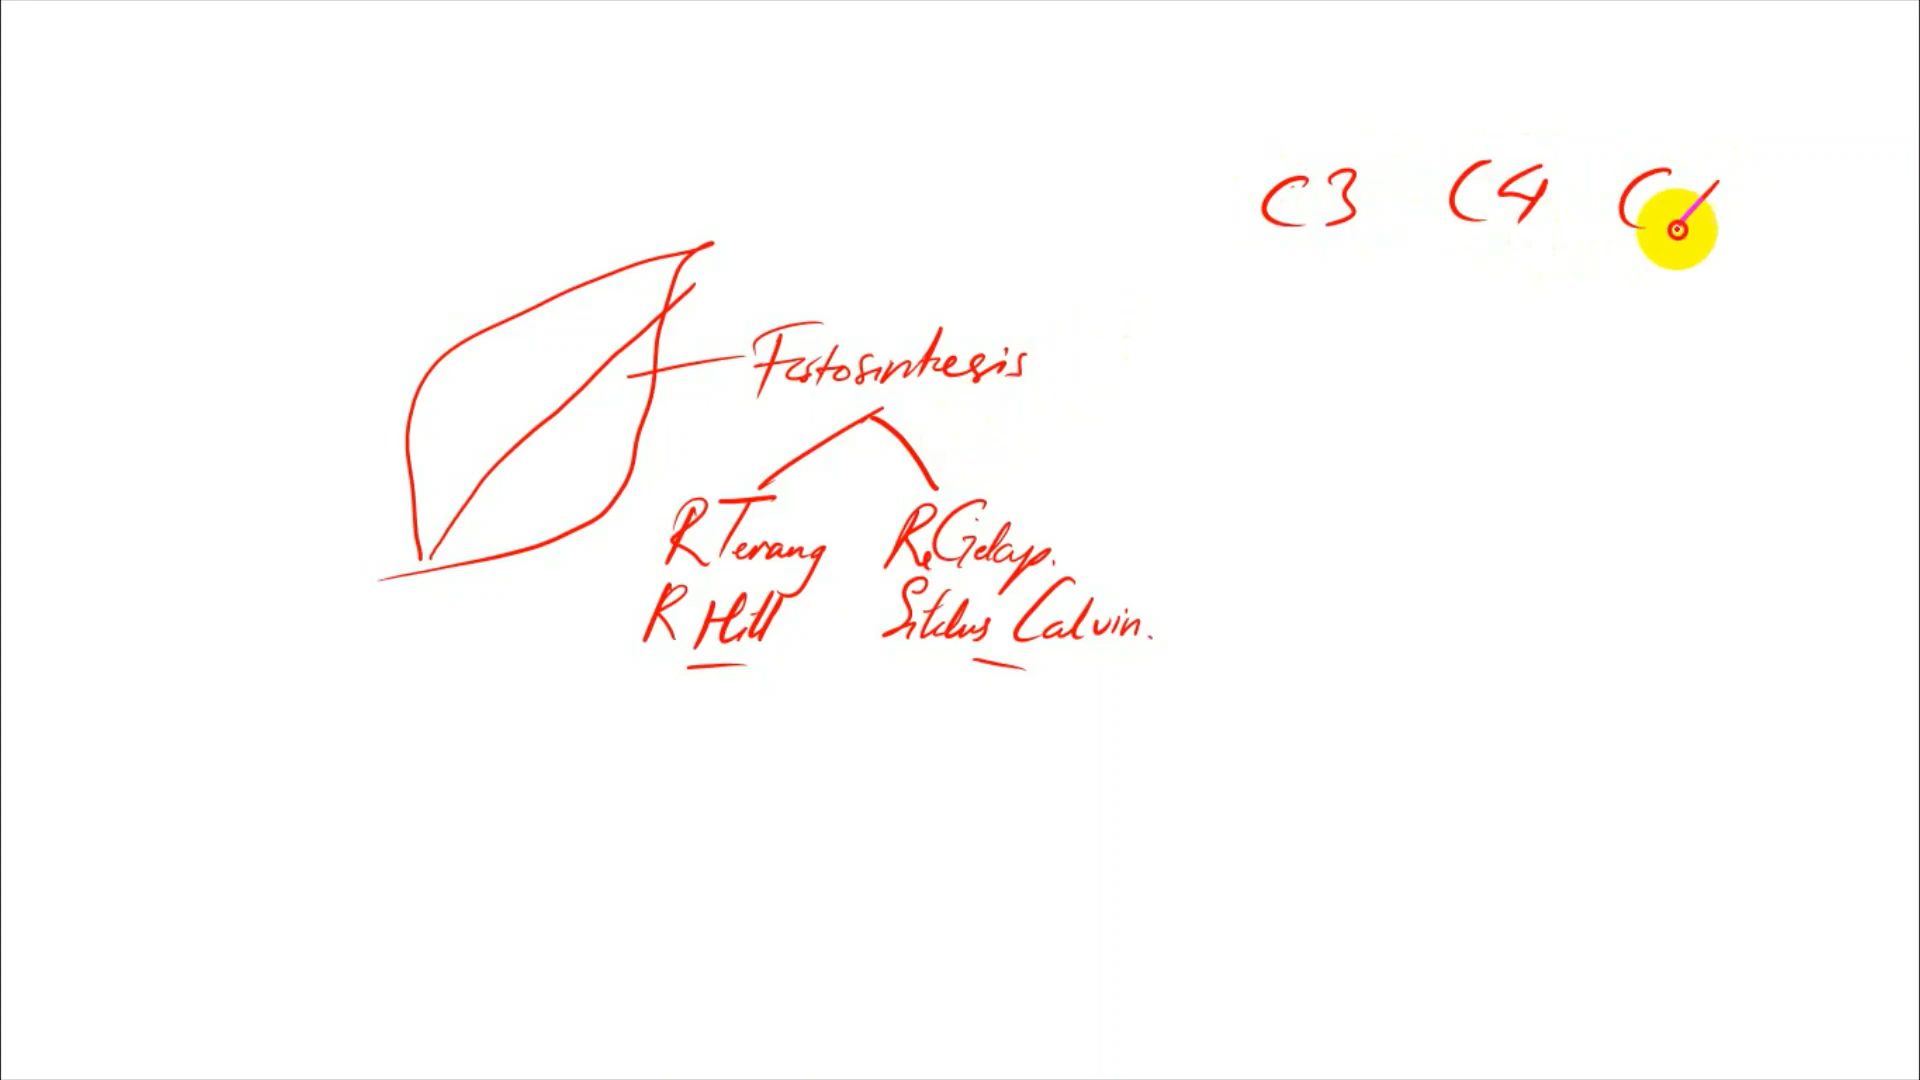 C3 C4 C
Fotosintesis
R Terang R. Gelap.
R Hill Siklus Calvin.